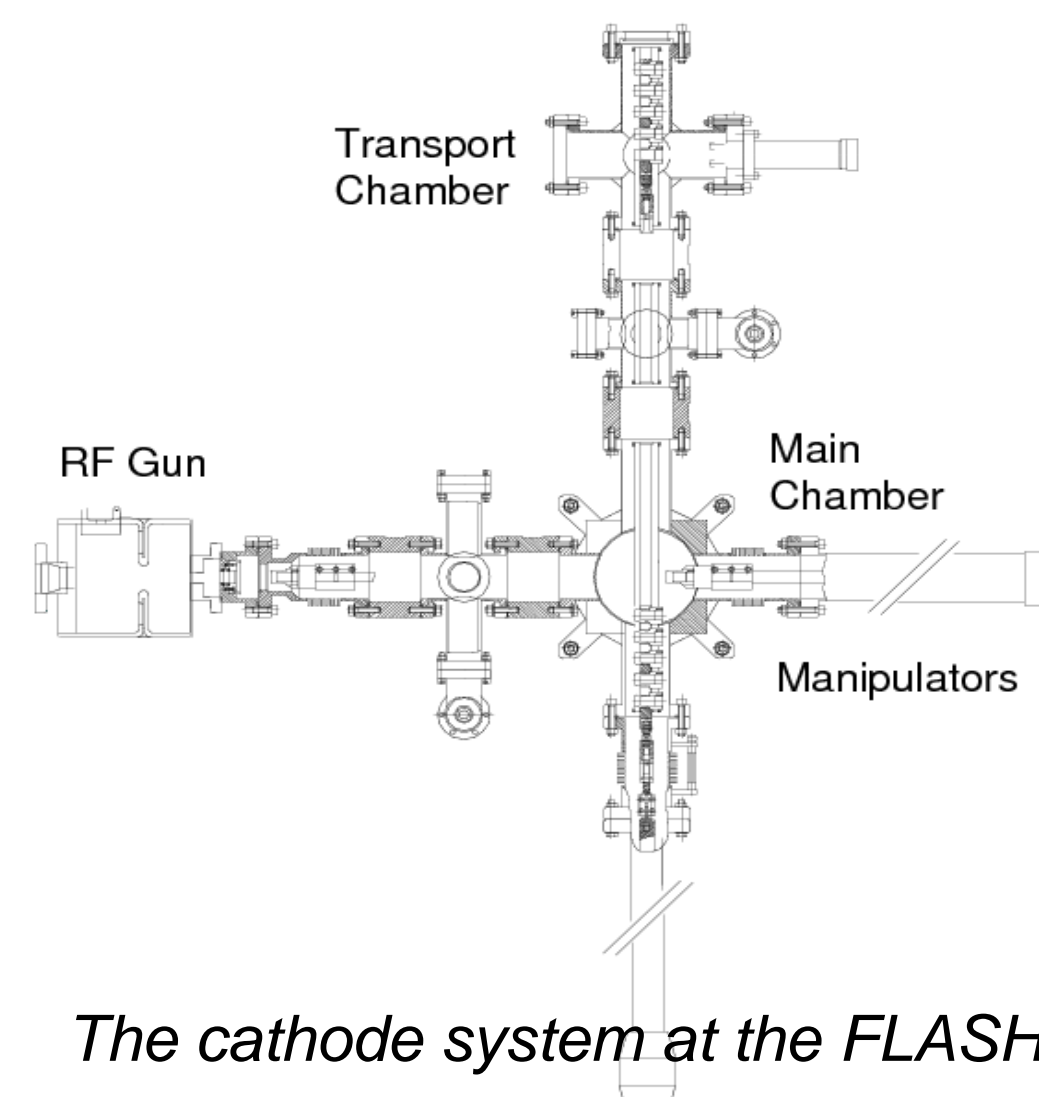 Transport
Chamber
RF Gun
Main
Chamber
Manipulators
The cathode system at the FLASH